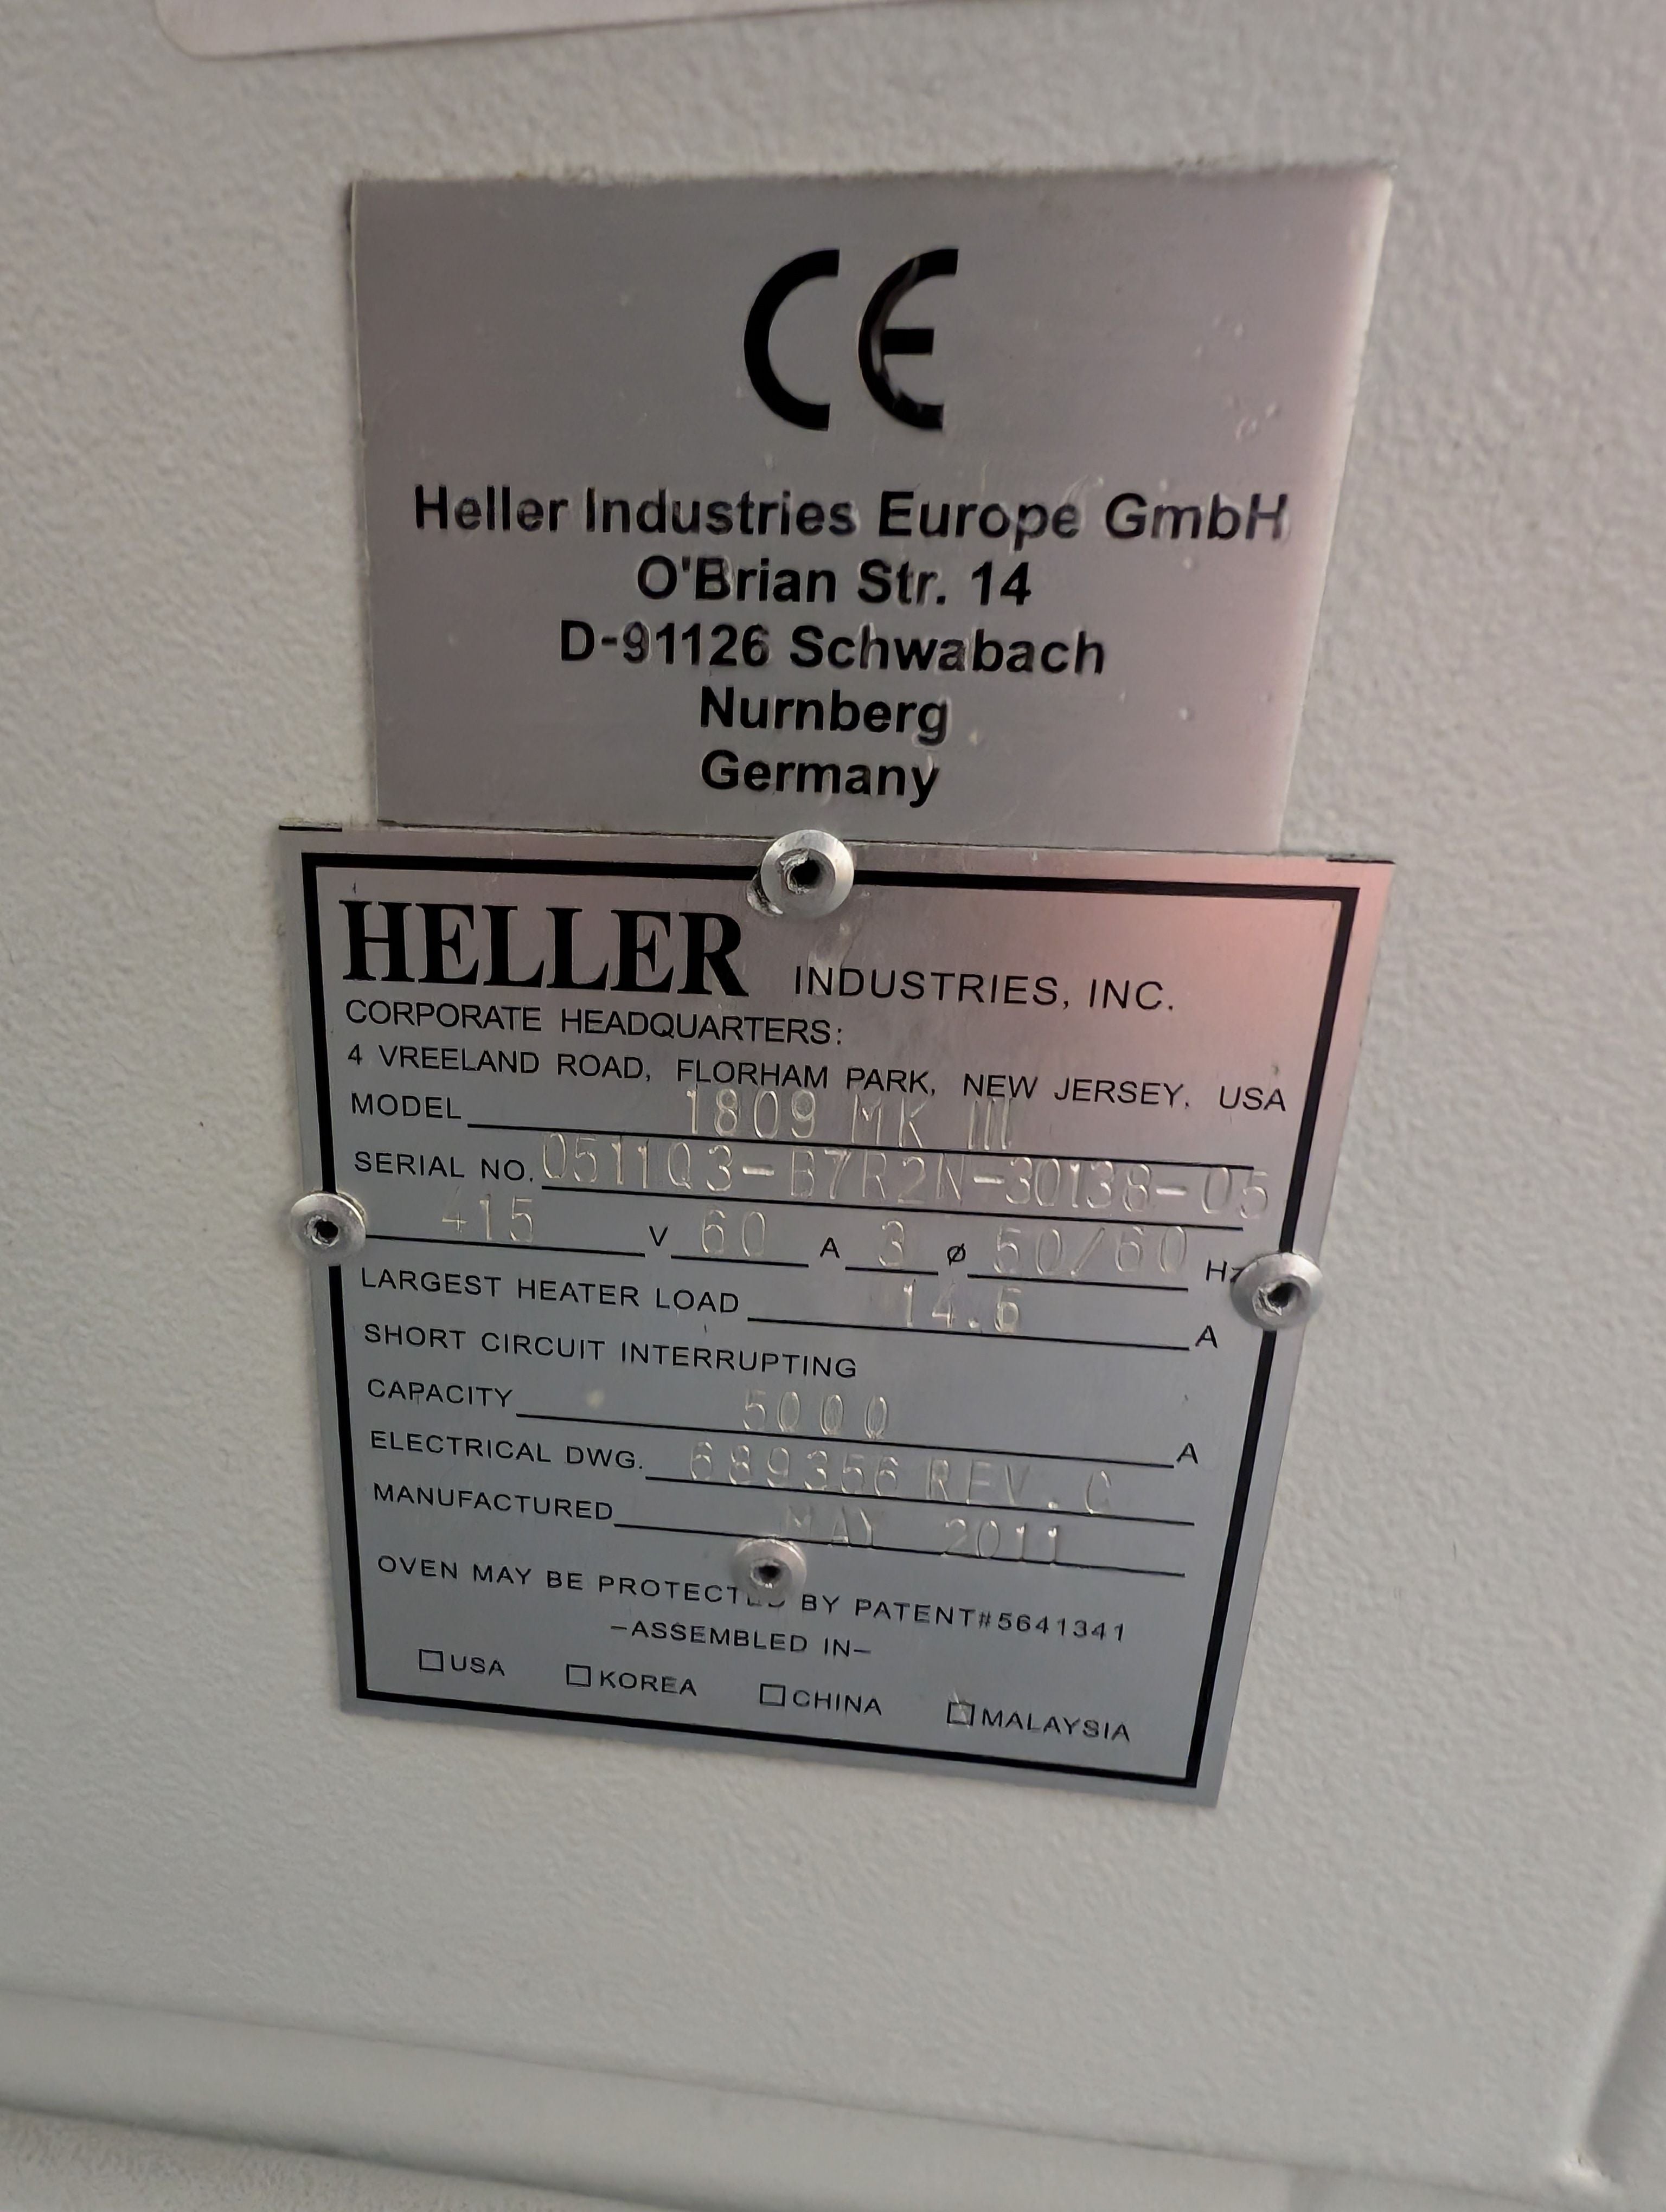 CE
Heller Industries Europe GmbH
O'Brian Str. 14
D-91126 Schwabach
Nurnberg
Germany
HELLER INDUSTRIES, INC.
CORPORATE HEADQUARTERS:
4 VREELAND ROAD, FLORHAM PARK, NEW JERSEY, USA
MODEL 1809 MK III
SERIAL NO. 0511Q3-B7R2N-30138-05
415 V 60 A 3 ø 50/60 Hz
LARGEST HEATER LOAD 14.6 A
SHORT CIRCUIT INTERRUPTING
CAPACITY 5000 A
ELECTRICAL DWG. 689356 REV. C
MANUFACTURED MAY 2011
OVEN MAY BE PROTECTED BY PATENT#5641341
-ASSEMBLED IN-
USA KOREA CHINA MALAYSIA